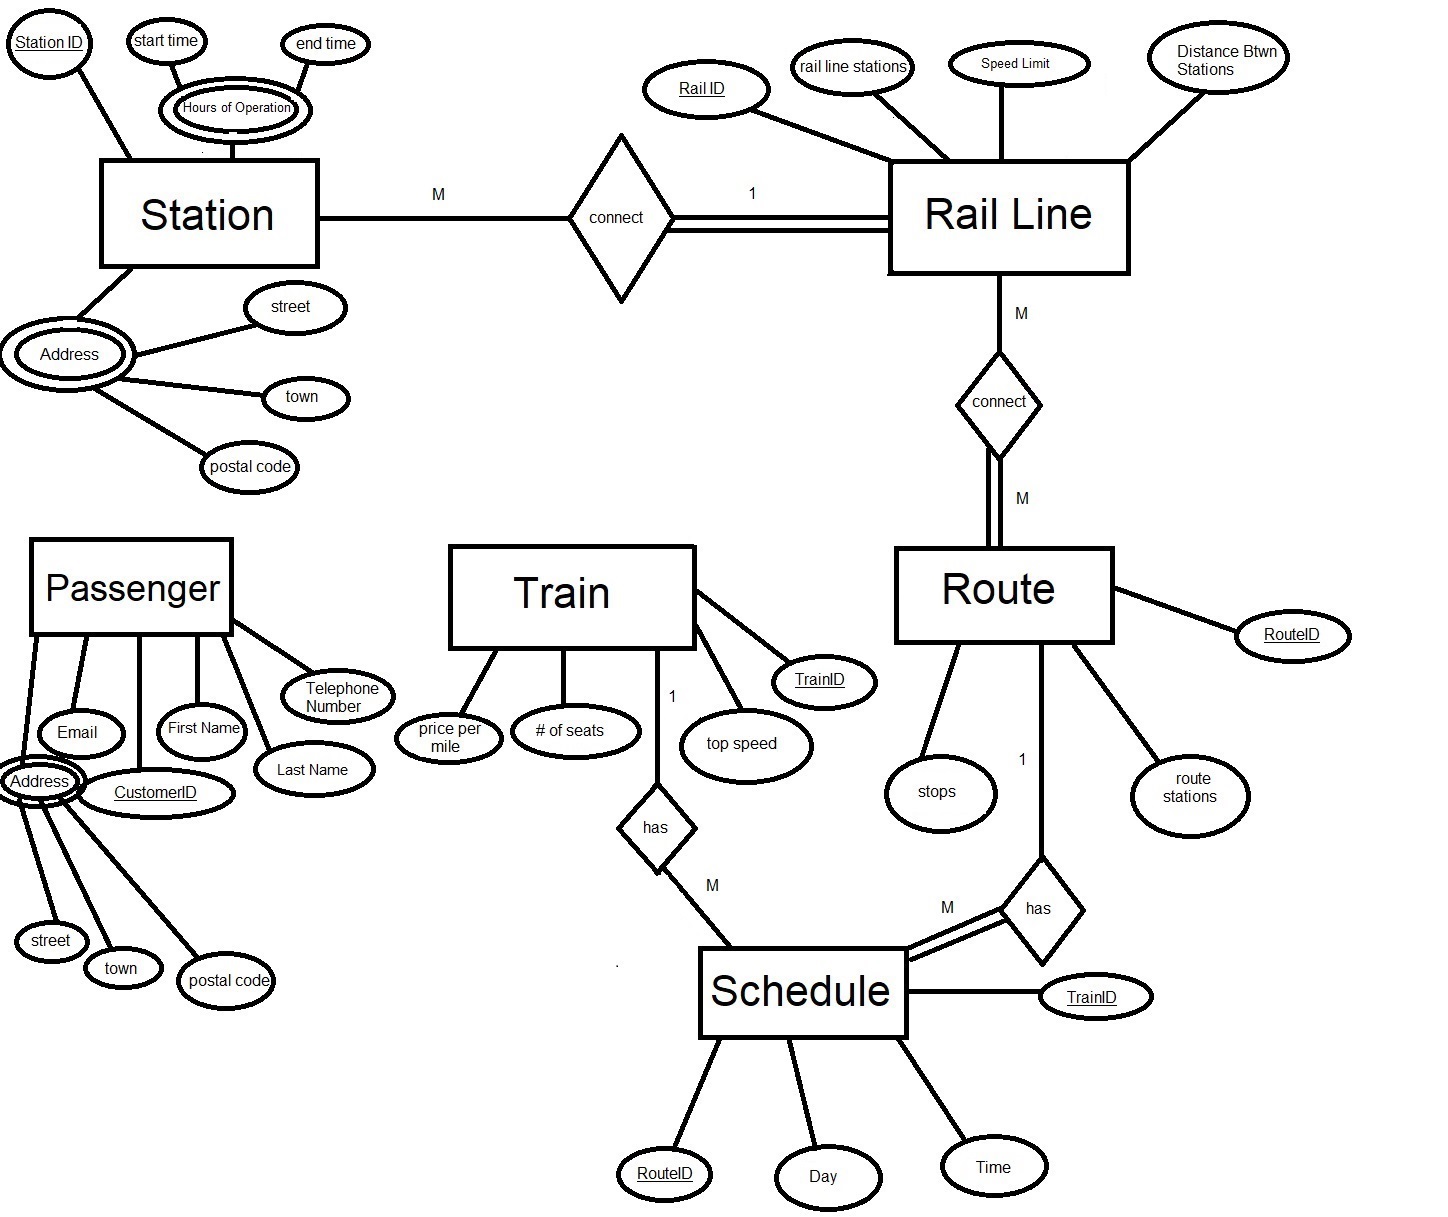 Station ID
start time
end time
Hours of Operation
Station
Address
street
town
postal code
M
connect
1
Rail ID
rail line stations
Speed Limit
Distance Btwn
Stations
Rail Line
M
connect
M
Passenger
Email
First Name
Telephone
Number
Last Name
Address
CustomerID
street
town
postal code
Train
price per
mile
# of seats
1
top speed
TrainID
has
M
Route
RouteID
stops
1
route
stations
has
M
Schedule
TrainID
RouteID
Day
Time